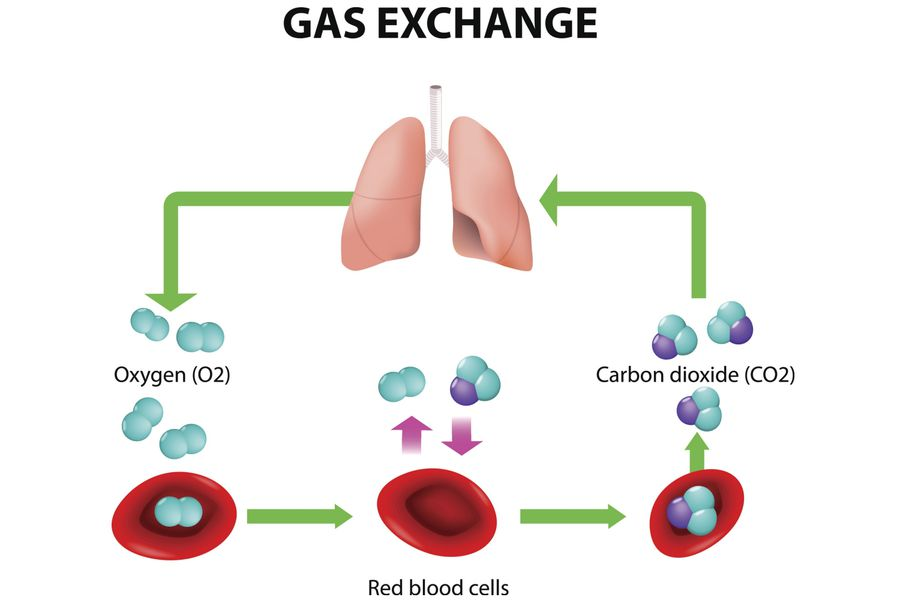 GAS EXCHANGE
Oxygen (O2)
Carbon dioxide (CO2)
Red blood cells